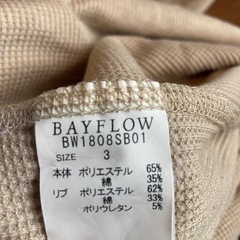 BAYFLOW
BW1808SB01
SIZE 3
本体 ポリエステル 65%
綿 35%
リブ ポリエステル 62%
綿 33%
ポリウレタン 5%